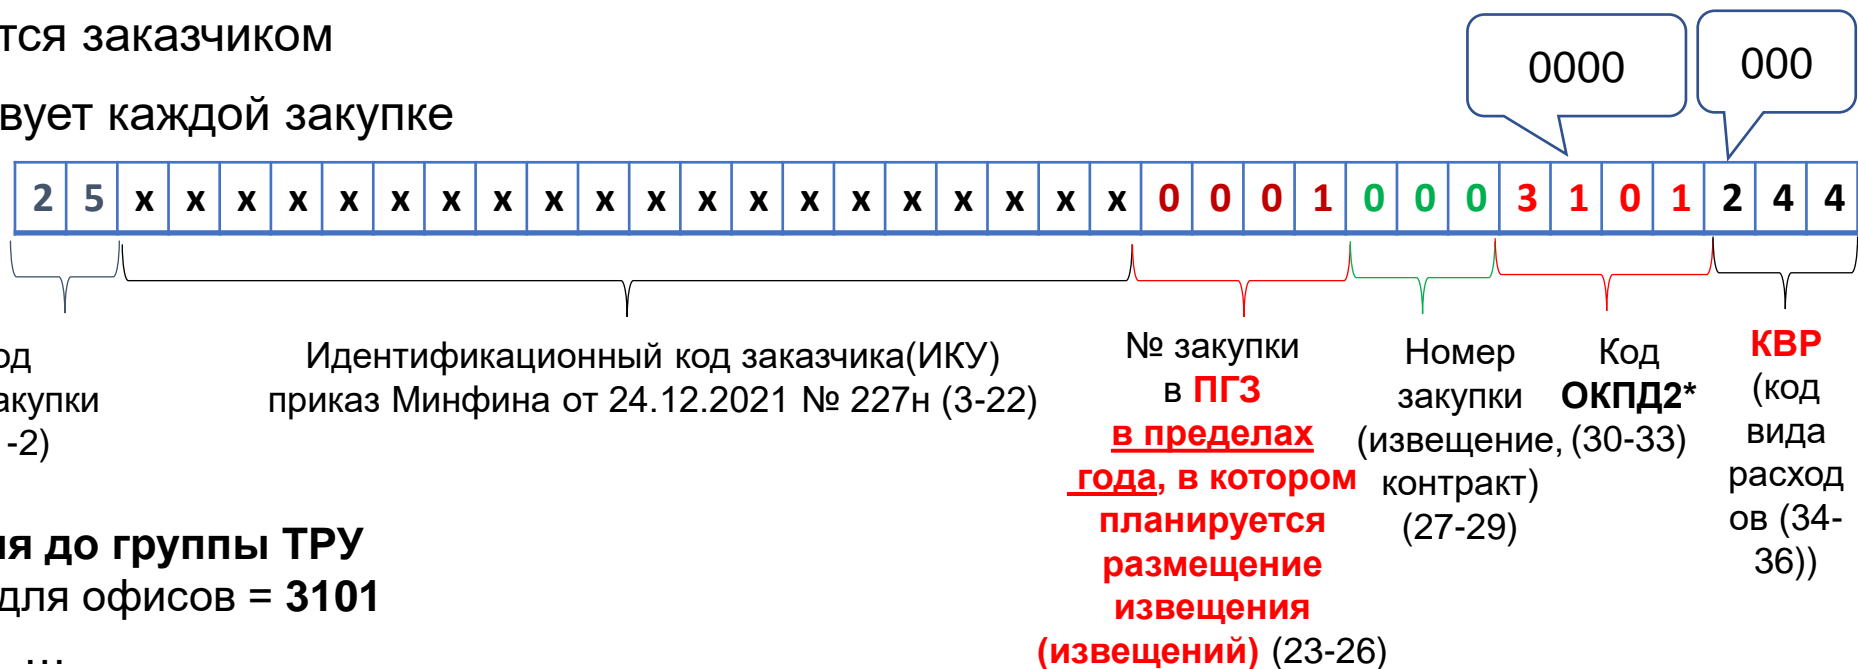 тся заказчиком
0000
000
вует каждой закупке
2 5 x x x x x x x x x x x x x x x x x x x x 0 0 0 1 0 0 0 3 1 0 1 2 4 4
од
акупки
-2)
Идентификационный код заказчика(ИКУ)
приказ Минфина от 24.12.2021 № 227н (3-22)
№ закупки
в ПГЗ
в пределах
года, в котором
планируется
размещение
извещения
(извещений) (23-26)
Номер
закупки
(извещение,
контракт)
(27-29)
Код
ОКПД2*
(30-33)
КВР
(код
вида
расход
ов (34-
36))
ия до группы ТРУ
для офисов = 3101
...